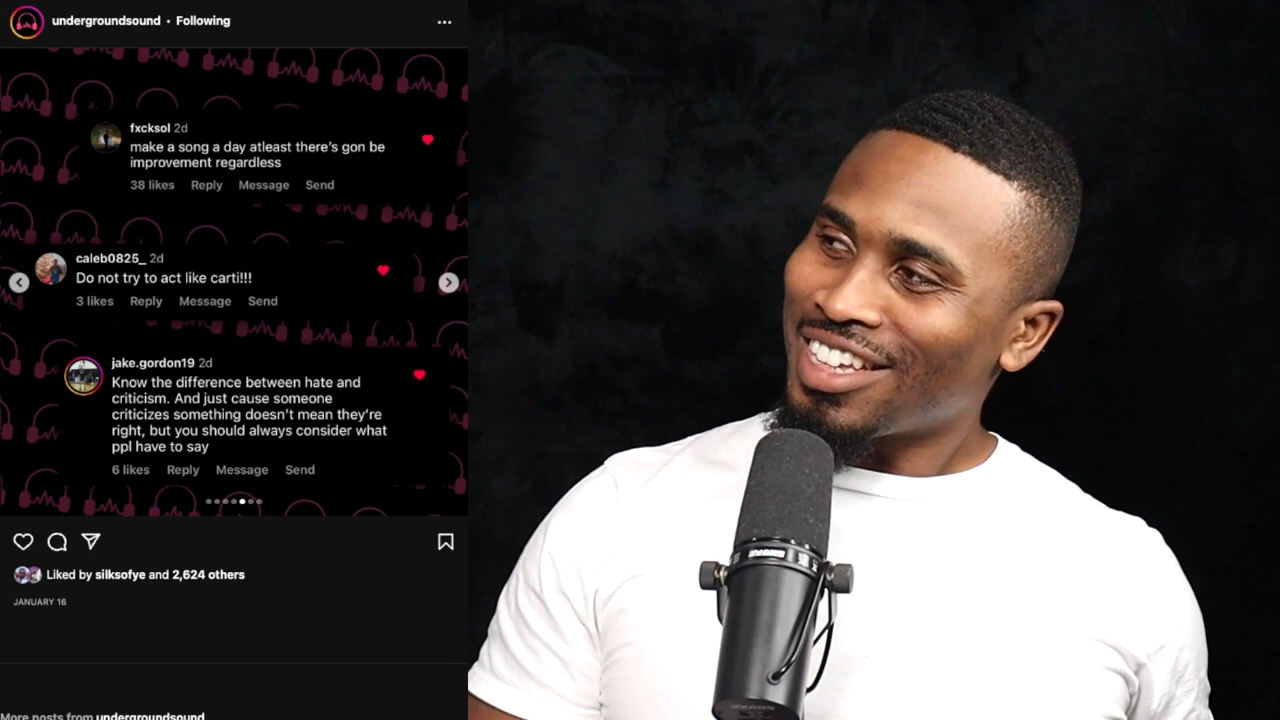 undergroundsound • Following
fxcksol 2d
make a song a day atleast there's gon be
improvement regardless
38 likes Reply Message Send
caleb0825_ 2d
Do not try to act like carti!!!
3 likes Reply Message Send
jake.gordon19 2d
Know the difference between hate and
criticism. And just cause someone
criticizes something doesn't mean they're
right, but you should always consider what
ppl have to say
6 likes Reply Message Send
Liked by silksofye and 2,624 others
JANUARY 16
More posts from undergroundsound
SHURE